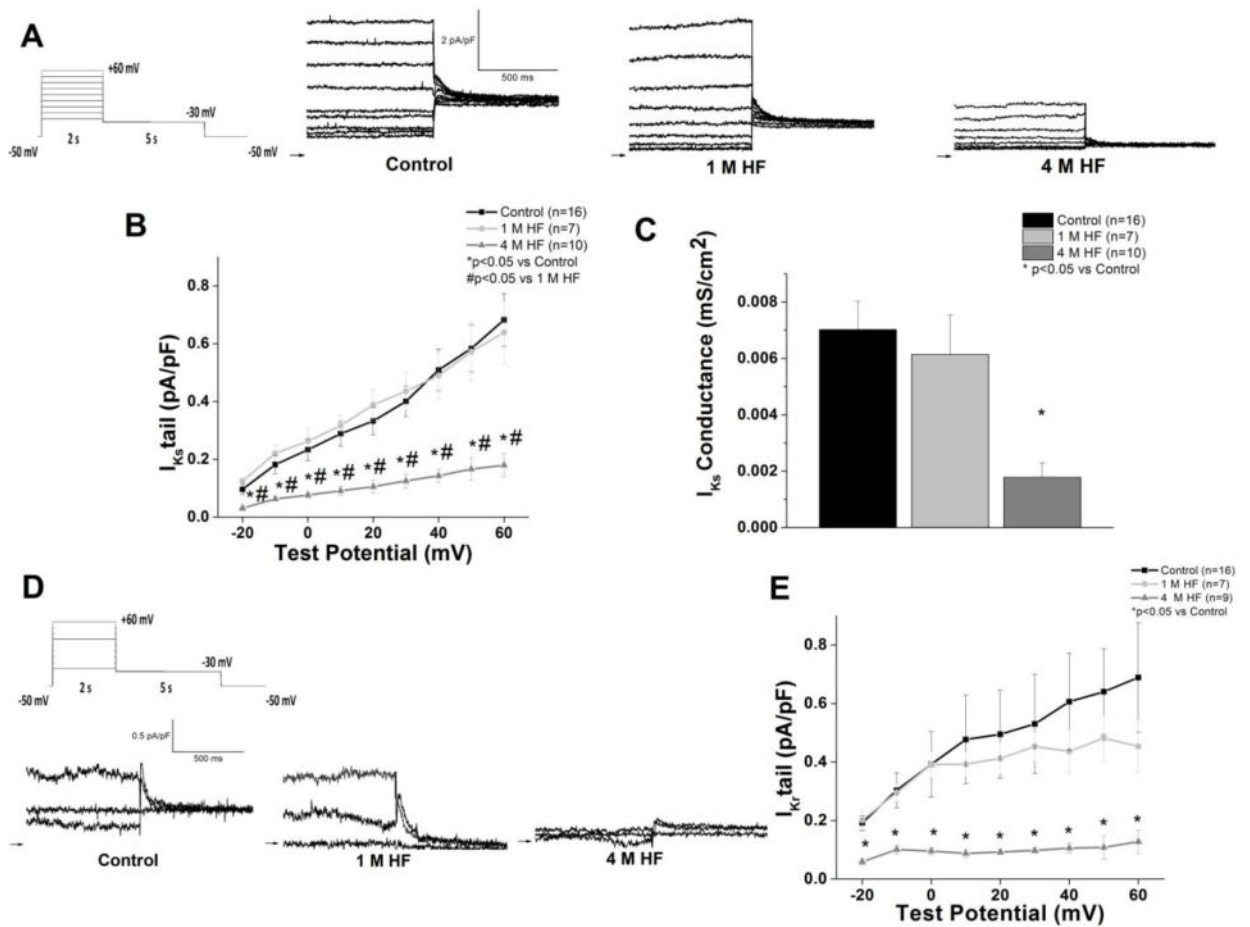 A
+60 mV
-30 mV
-50 mV
2 s
5 s
-50 mV
2 pA/pF
500 ms
Control
1 M HF
4 M HF
B
Control (n=16)
1 M HF (n=7)
4 M HF (n=10)
*p<0.05 vs Control
#p<0.05 vs 1 M HF
IKs tail (pA/pF)
0.8
0.6
0.4
0.2
0.0
*# *# *# *# *# *# *# *# *#
-20 0 20 40 60
Test Potential (mV)
C
Control (n=16)
1 M HF (n=7)
4 M HF (n=10)
* p<0.05 vs Control
IKs Conductance (mS/cm2)
0.008
0.006
0.004
0.002
0.000
*
D
+60 mV
-30 mV
-50 mV
2 s
5 s
-50 mV
0.5 pA/pF
500 ms
Control
1 M HF
4 M HF
E
Control (n=16)
1 M HF (n=7)
4 M HF (n=9)
*p<0.05 vs Control
IKr tail (pA/pF)
0.8
0.6
0.4
0.2
0.0
* * * * * * * * *
-20 0 20 40 60
Test Potential (mV)